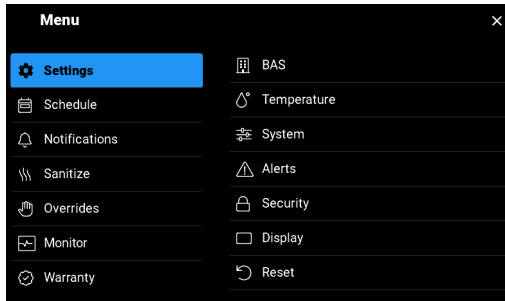 Menu
Settings
Schedule
Notifications
Sanitize
Overrides
Monitor
Warranty
BAS
Temperature
System
Alerts
Security
Display
Reset